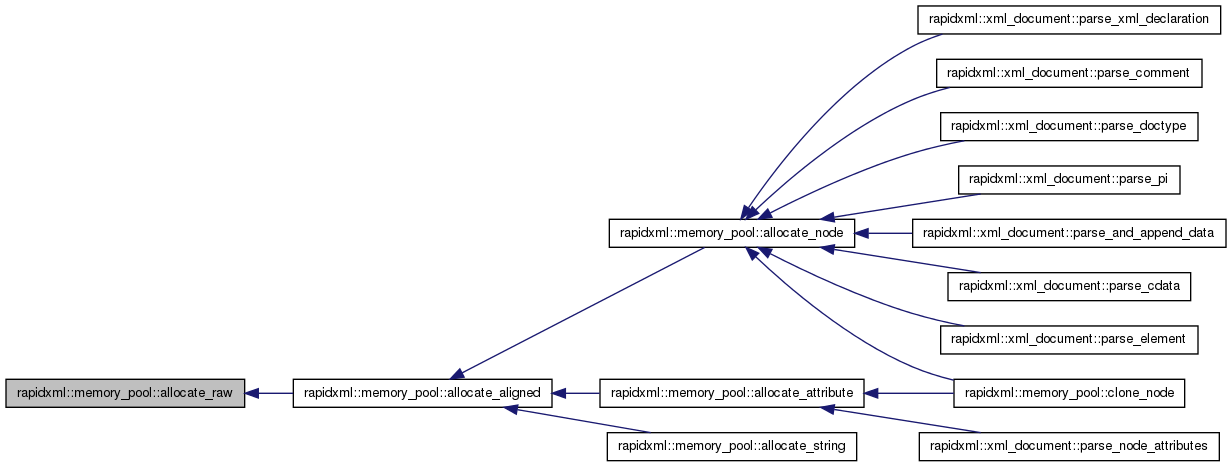 rapidxml::xml_document::parse_xml_declaration
rapidxml::xml_document::parse_comment
rapidxml::xml_document::parse_doctype
rapidxml::xml_document::parse_pi
rapidxml::memory_pool::allocate_node
rapidxml::xml_document::parse_and_append_data
rapidxml::xml_document::parse_cdata
rapidxml::xml_document::parse_element
rapidxml::memory_pool::allocate_raw
rapidxml::memory_pool::allocate_aligned
rapidxml::memory_pool::allocate_attribute
rapidxml::memory_pool::clone_node
rapidxml::memory_pool::allocate_string
rapidxml::xml_document::parse_node_attributes